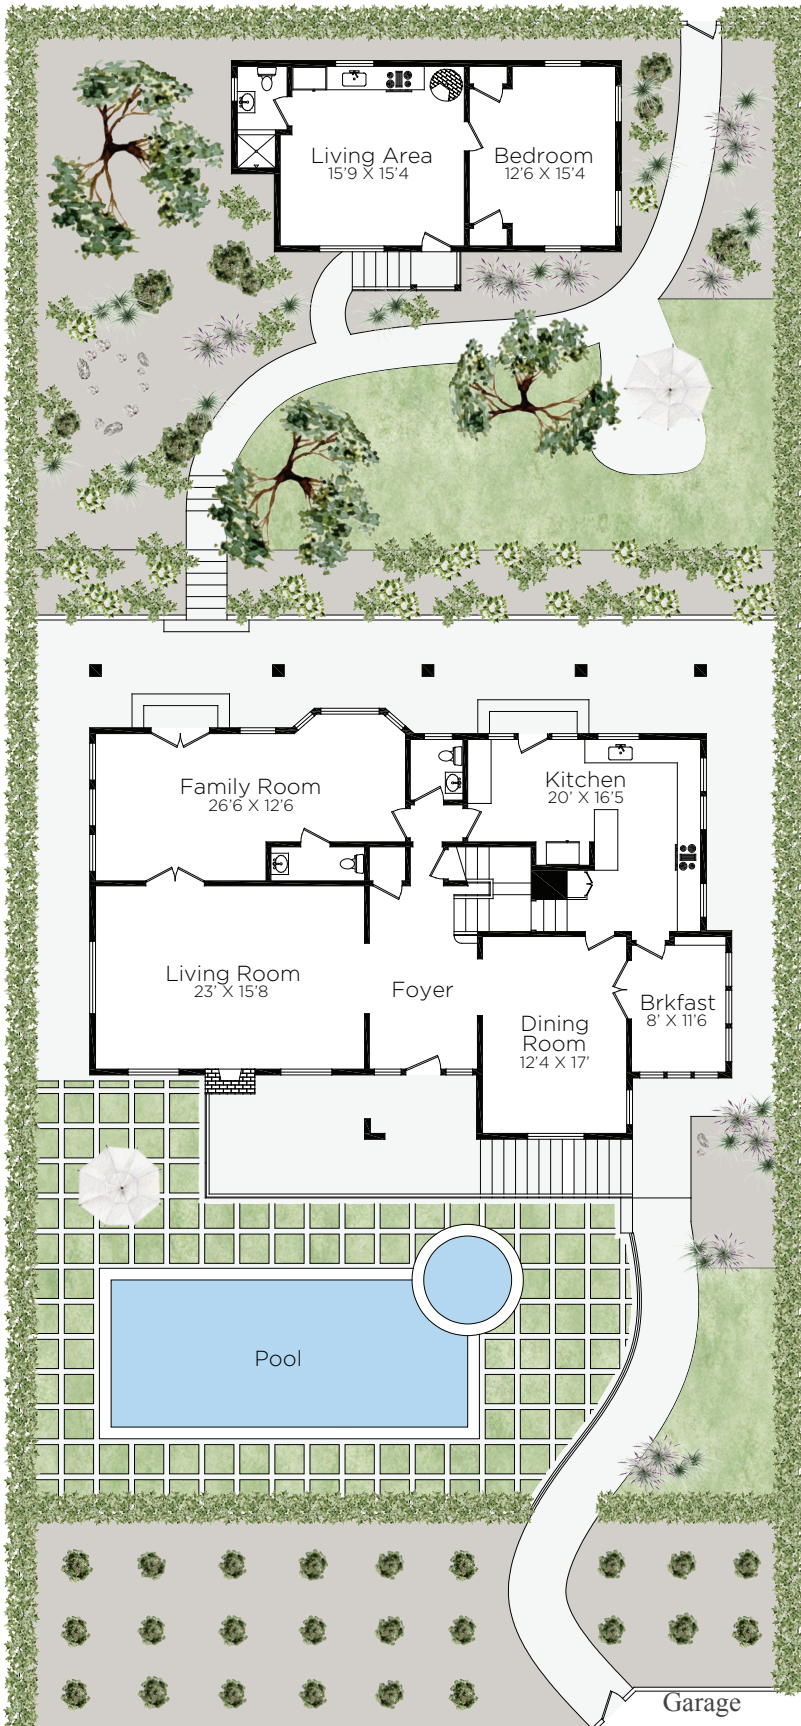 Living Area
15'9 X 15'4
Bedroom
12'6 X 15'4
Family Room
26'6 X 12'6
Kitchen
20' X 16'5
Living Room
23' X 15'8
Foyer
Dining
Room
12'4 X 17'
Brkfast
8' X 11'6
Pool
Garage